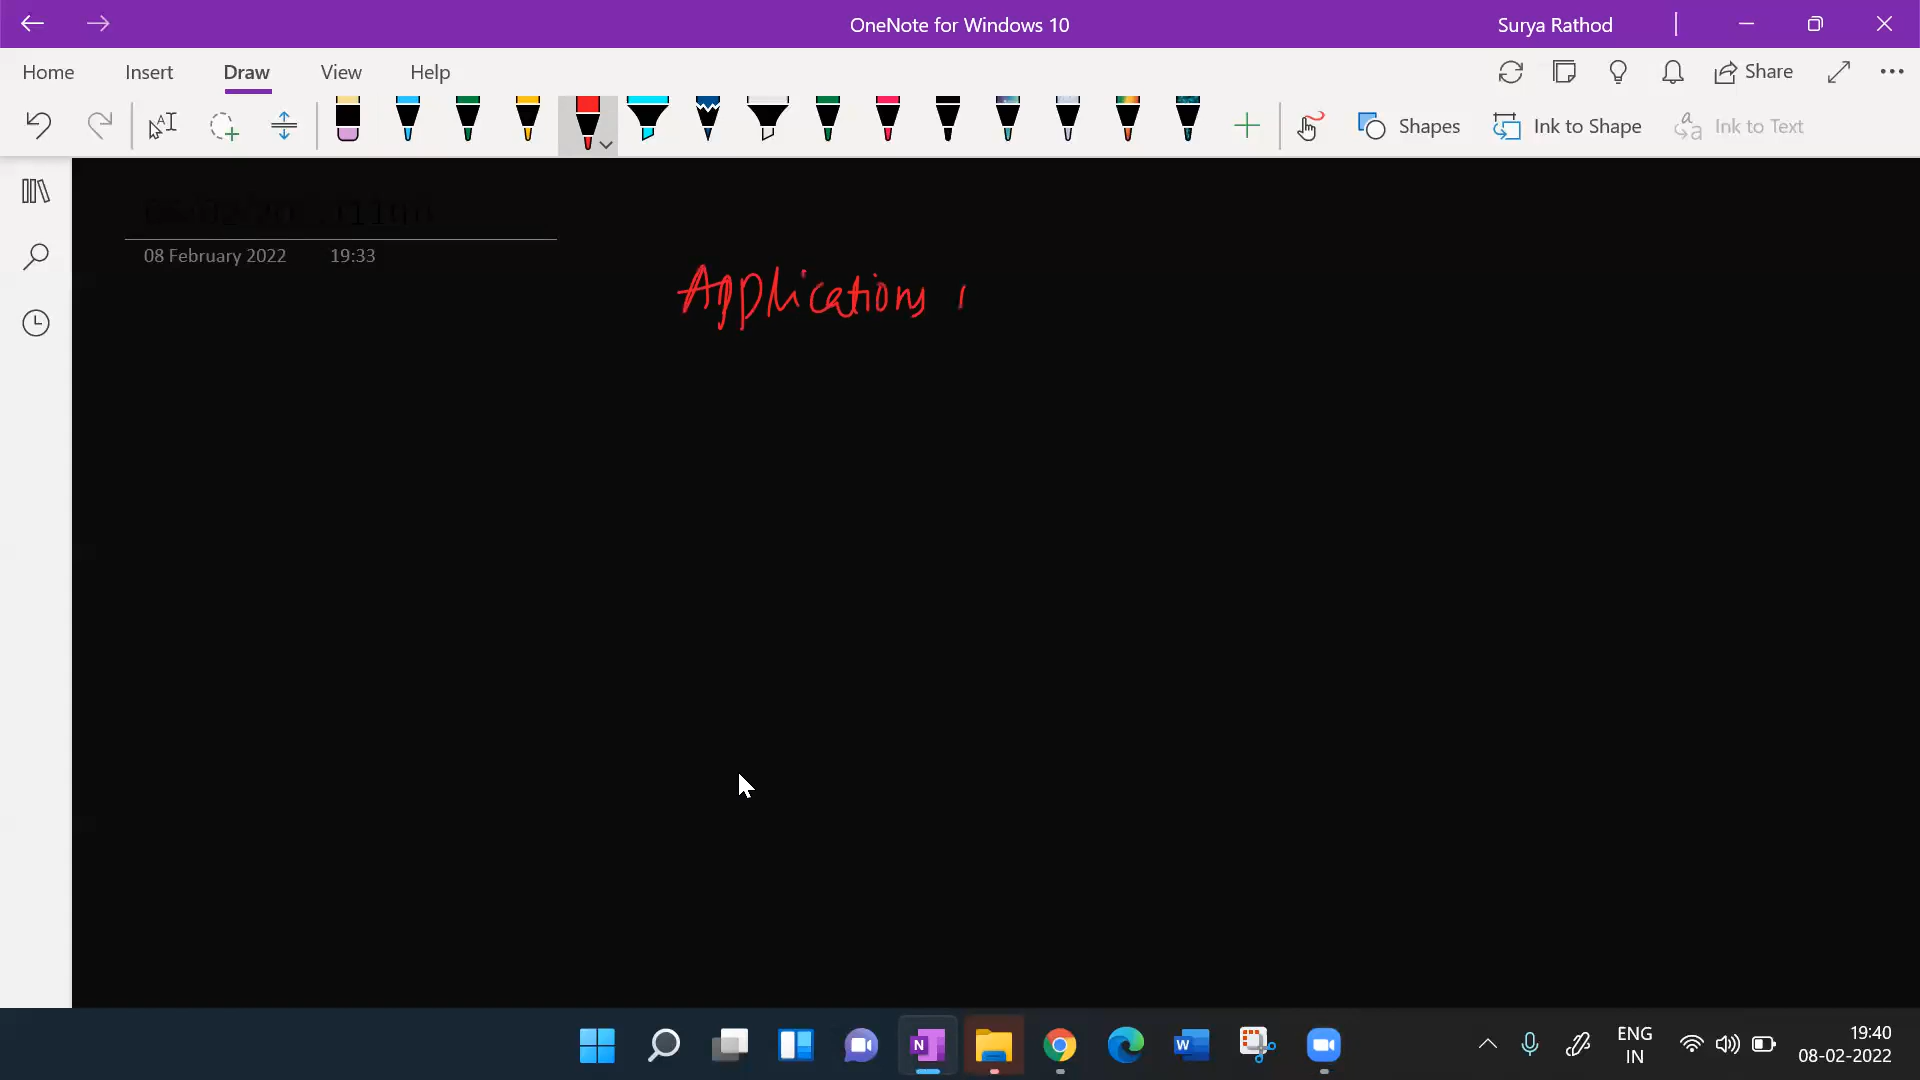 OneNote for Windows 10 Surya Rathod
Home Insert Draw View Help Share
Shapes Ink to Shape Ink to Text
08 February 2022 19:33
Applications
ENG
IN
19:40
08-02-2022